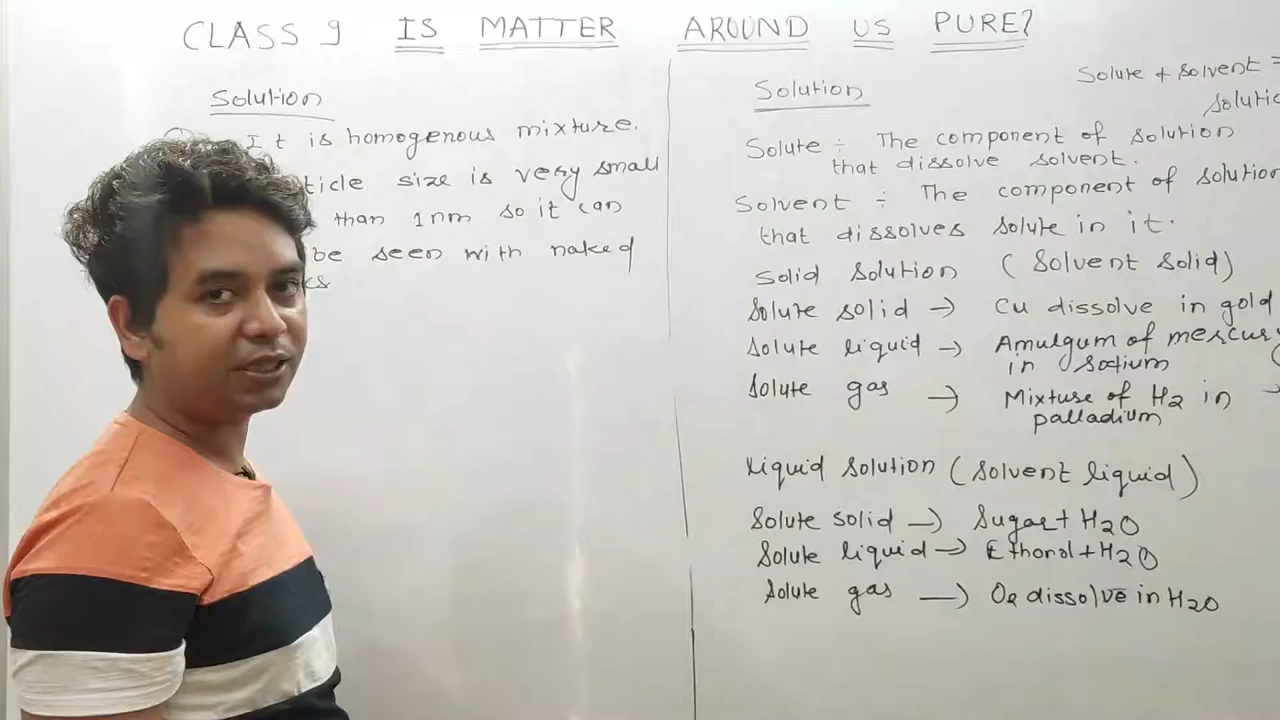 CLASS 9 IS MATTER AROUND US PURE?
Solution
It is homogenous mixture.
ticle size is very small
than 1nm so it can
be seen with naked
ks
Solution
Solute + Solvent =
Solutio
Solute ÷ The component of solution
that dissolve solvent.
Solvent ÷ The component of solution
that dissolves solute in it.
Solid Solution (Solvent Solid)
Solute solid → Cu dissolve in gold
Solute liquid → Amulgum of mercury
in sodium
Solute gas → Mixture of H2 in →
palladium
Liquid Solution (Solvent liquid)
Solute solid → Sugar + H2O
Solute liquid → Ethonol + H2O
Solute gas → O2 dissolve in H2O